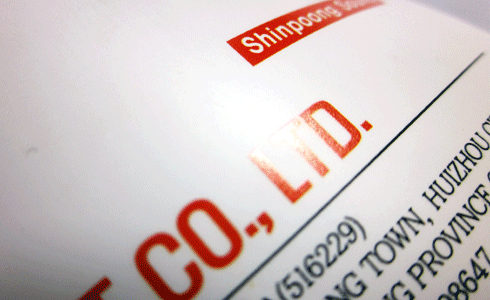 Shinpoong
CO., LTD.
(516229)
TOWN, HUIZHOU
PROVINCE